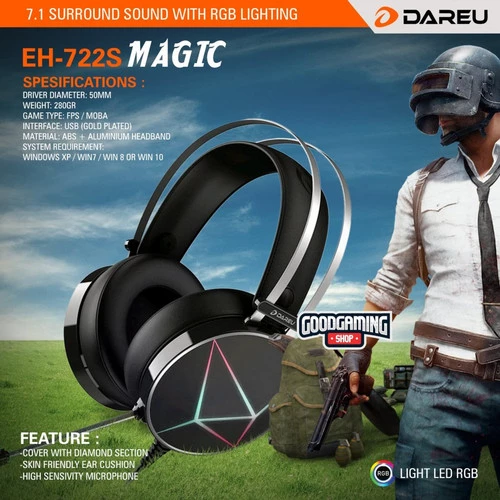 7.1 SURROUND SOUND WITH RGB LIGHTING
DAREU
EH-722S MAGIC
SPESIFICATIONS :
DRIVER DIAMETER: 50MM
WEIGHT: 280GR
GAME TYPE: FPS / MOBA
INTERFACE: USB (GOLD PLATED)
MATERIAL: ABS + ALUMINIUM HEADBAND
SYSTEM REQUIREMENT:
WINDOWS XP / WIN7 / WIN 8 OR WIN 10
DAREU
GOODGAMING
SHOP
FEATURE :
-COVER WITH DIAMOND SECTION
-SKIN FRIENDLY EAR CUSHION
-HIGH SENSIVITY MICROPHONE
RGB
LIGHT LED RGB